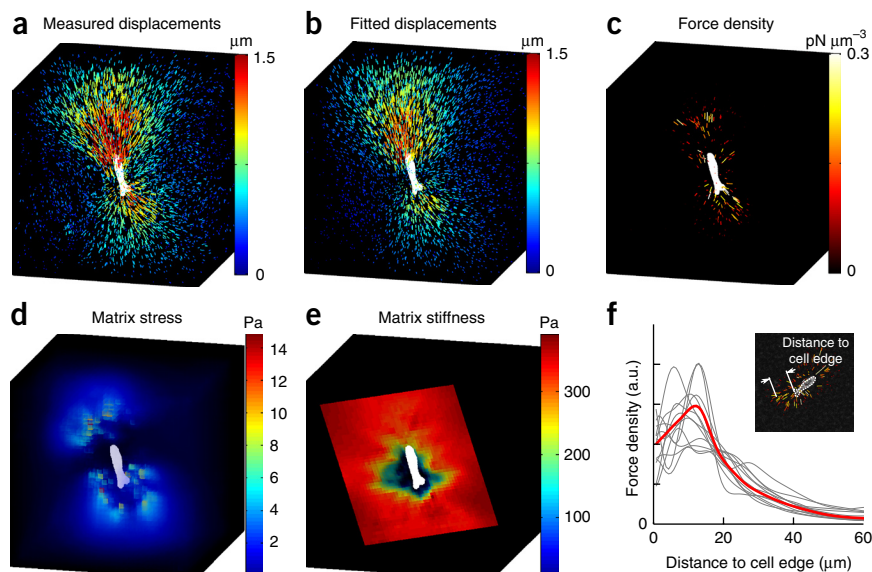 a Measured displacements
µm
1.5
0
b Fitted displacements
µm
1.5
0
c Force density
pN µm−3
0.3
0
d Matrix stress
Pa
14
12
10
8
6
4
2
e Matrix stiffness
Pa
300
200
100
f
Distance to
cell edge
Force density (a.u.)
0 20 40 60
Distance to cell edge (µm)